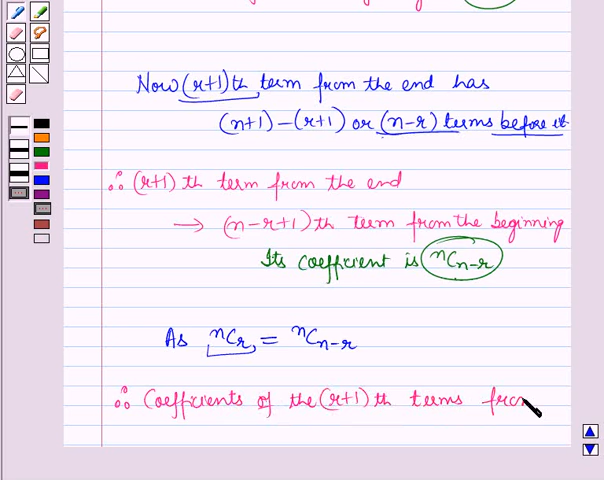 Now (r+1)th term from the end has
(n+1)-(r+1) or (n-r) terms before it
∴ (r+1)th term from the end
→ (n-r+1)th term from the beginning
Its coefficient is ⁿCₙ₋ᵣ
As ⁿCᵣ = ⁿCₙ₋ᵣ
∴ Coefficients of the (r+1)th terms from